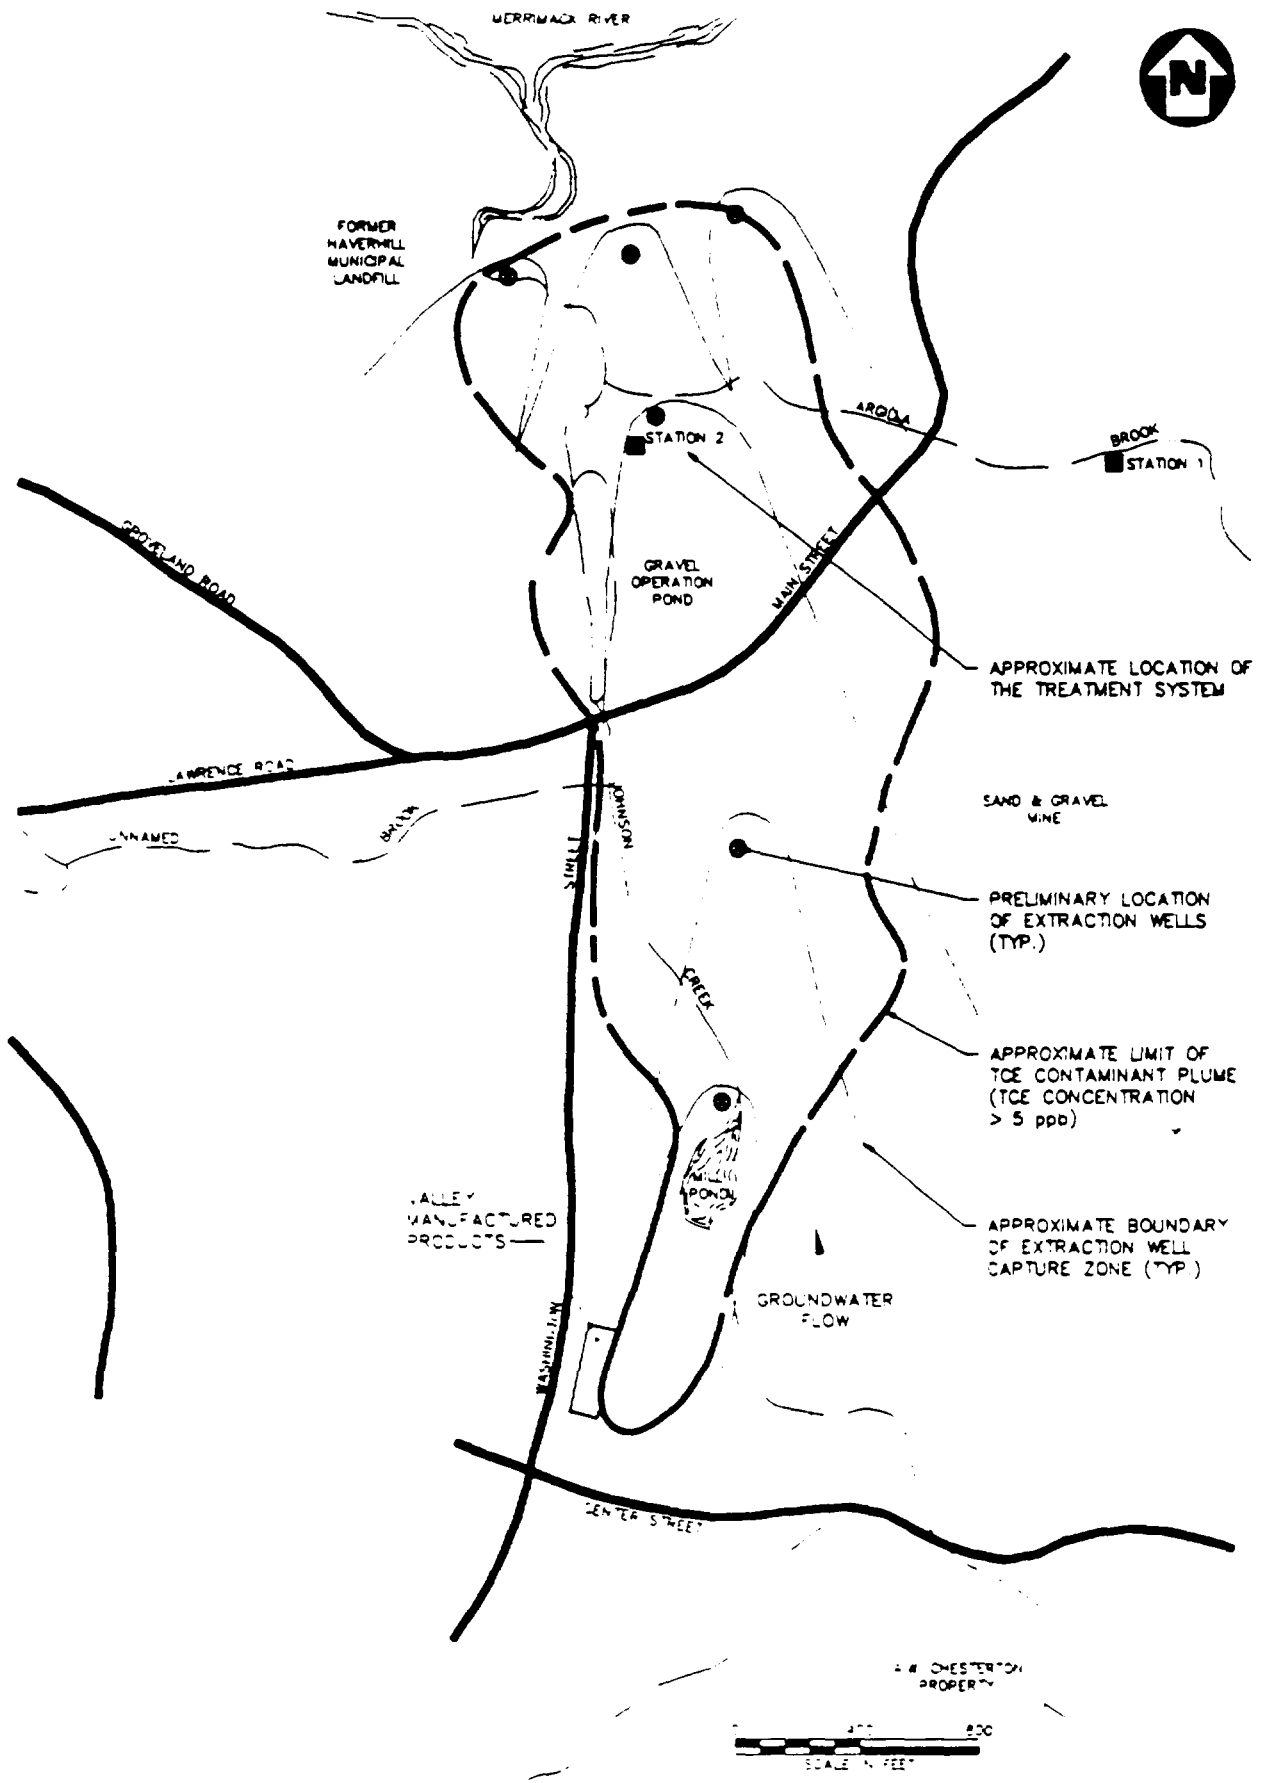 MERRIMACK RIVER
N
FORMER
HAVERHILL
MUNICIPAL
LANDFILL
ARGILLA
BROOK
STATION 2
STATION 1
GROVELAND ROAD
GRAVEL
OPERATION
POND
MAIN STREET
APPROXIMATE LOCATION OF
THE TREATMENT SYSTEM
LAWRENCE ROAD
UNNAMED
BROOK
JOHNSON
STREET
SAND & GRAVEL
MINE
PRELIMINARY LOCATION
OF EXTRACTION WELLS
(TYP.)
CREEK
APPROXIMATE LIMIT OF
TCE CONTAMINANT PLUME
(TCE CONCENTRATION
> 5 ppb)
POND
VALLEY
MANUFACTURED
PRODUCTS
APPROXIMATE BOUNDARY
OF EXTRACTION WELL
CAPTURE ZONE (TYP.)
GROUNDWATER
FLOW
WASHINGTON
CENTER STREET
CHESTERTON
PROPERTY
SCALE IN FEET